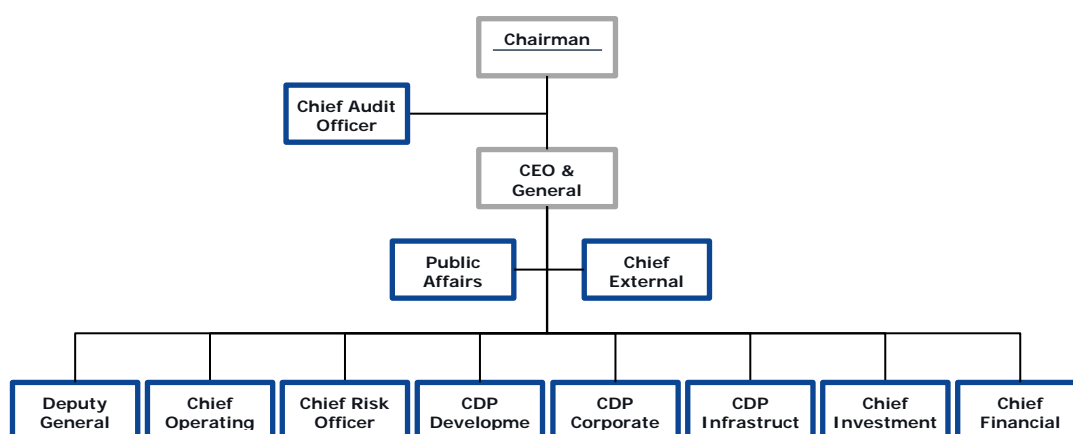 Chairman
Chief Audit
Officer
CEO &
General
Public
Affairs
Chief
External
Deputy
General
Chief
Operating
Chief Risk
Officer
CDP
Developme
CDP
Corporate
CDP
Infrastruct
Chief
Investment
Chief
Financial